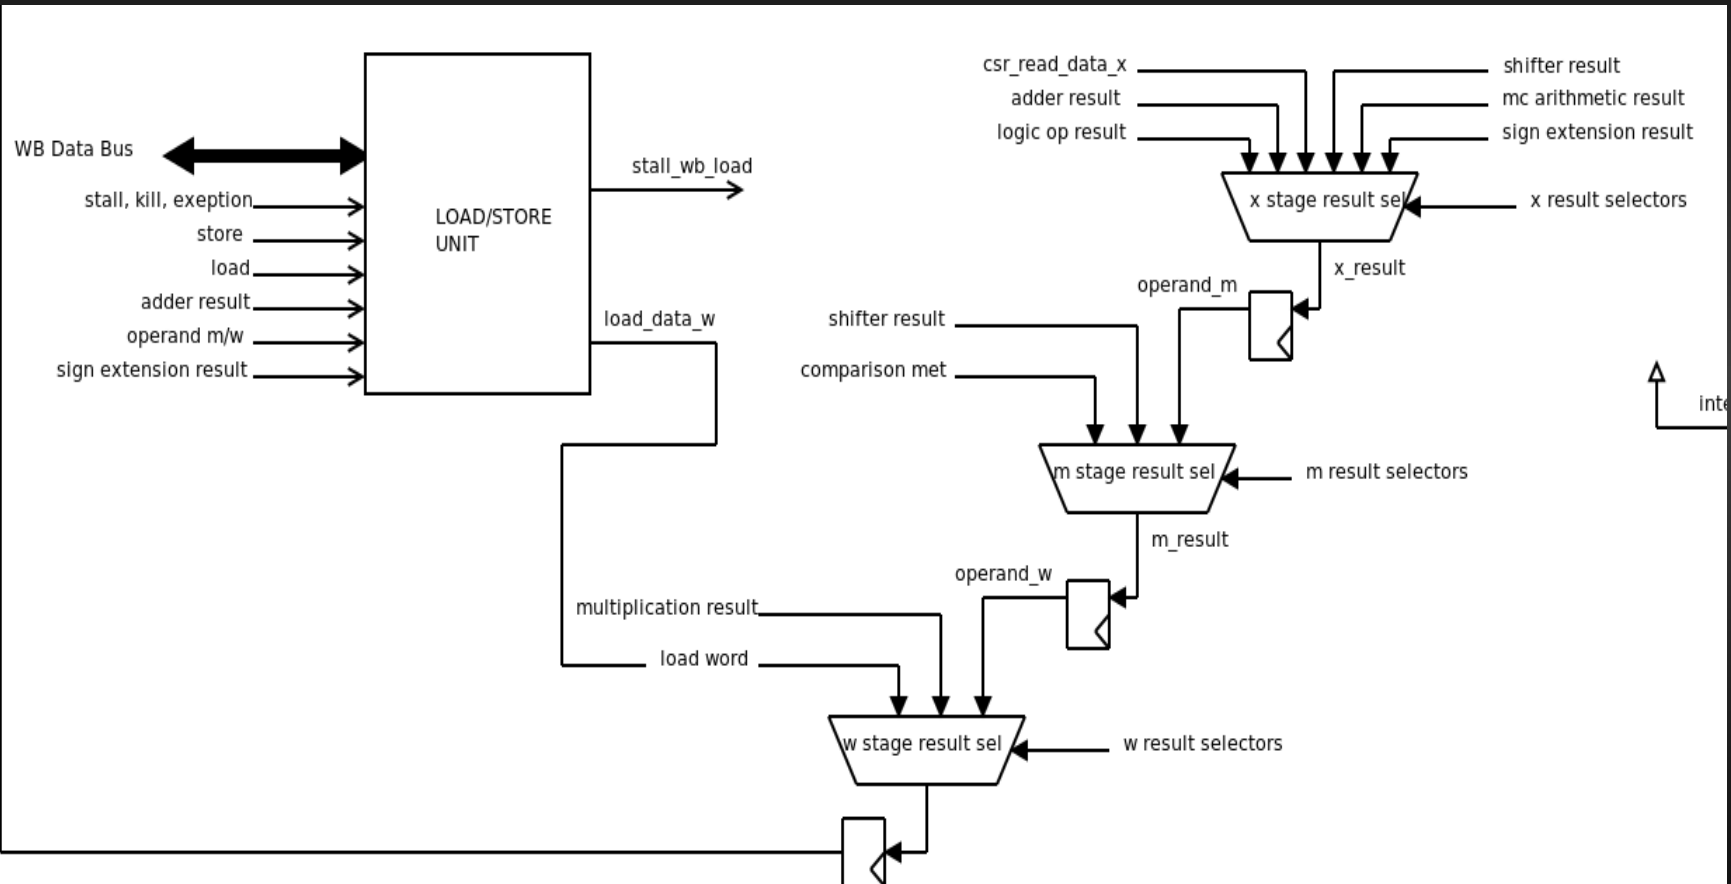 WB Data Bus
stall, kill, exeption
store
load
adder result
operand m/w
sign extension result
LOAD/STORE
UNIT
stall_wb_load
load_data_w
csr_read_data_x
adder result
logic op result
shifter result
mc arithmetic result
sign extension result
x stage result sel
x result selectors
x_result
operand_m
shifter result
comparison met
m stage result sel
m result selectors
m_result
operand_w
multiplication result
load word
w stage result sel
w result selectors